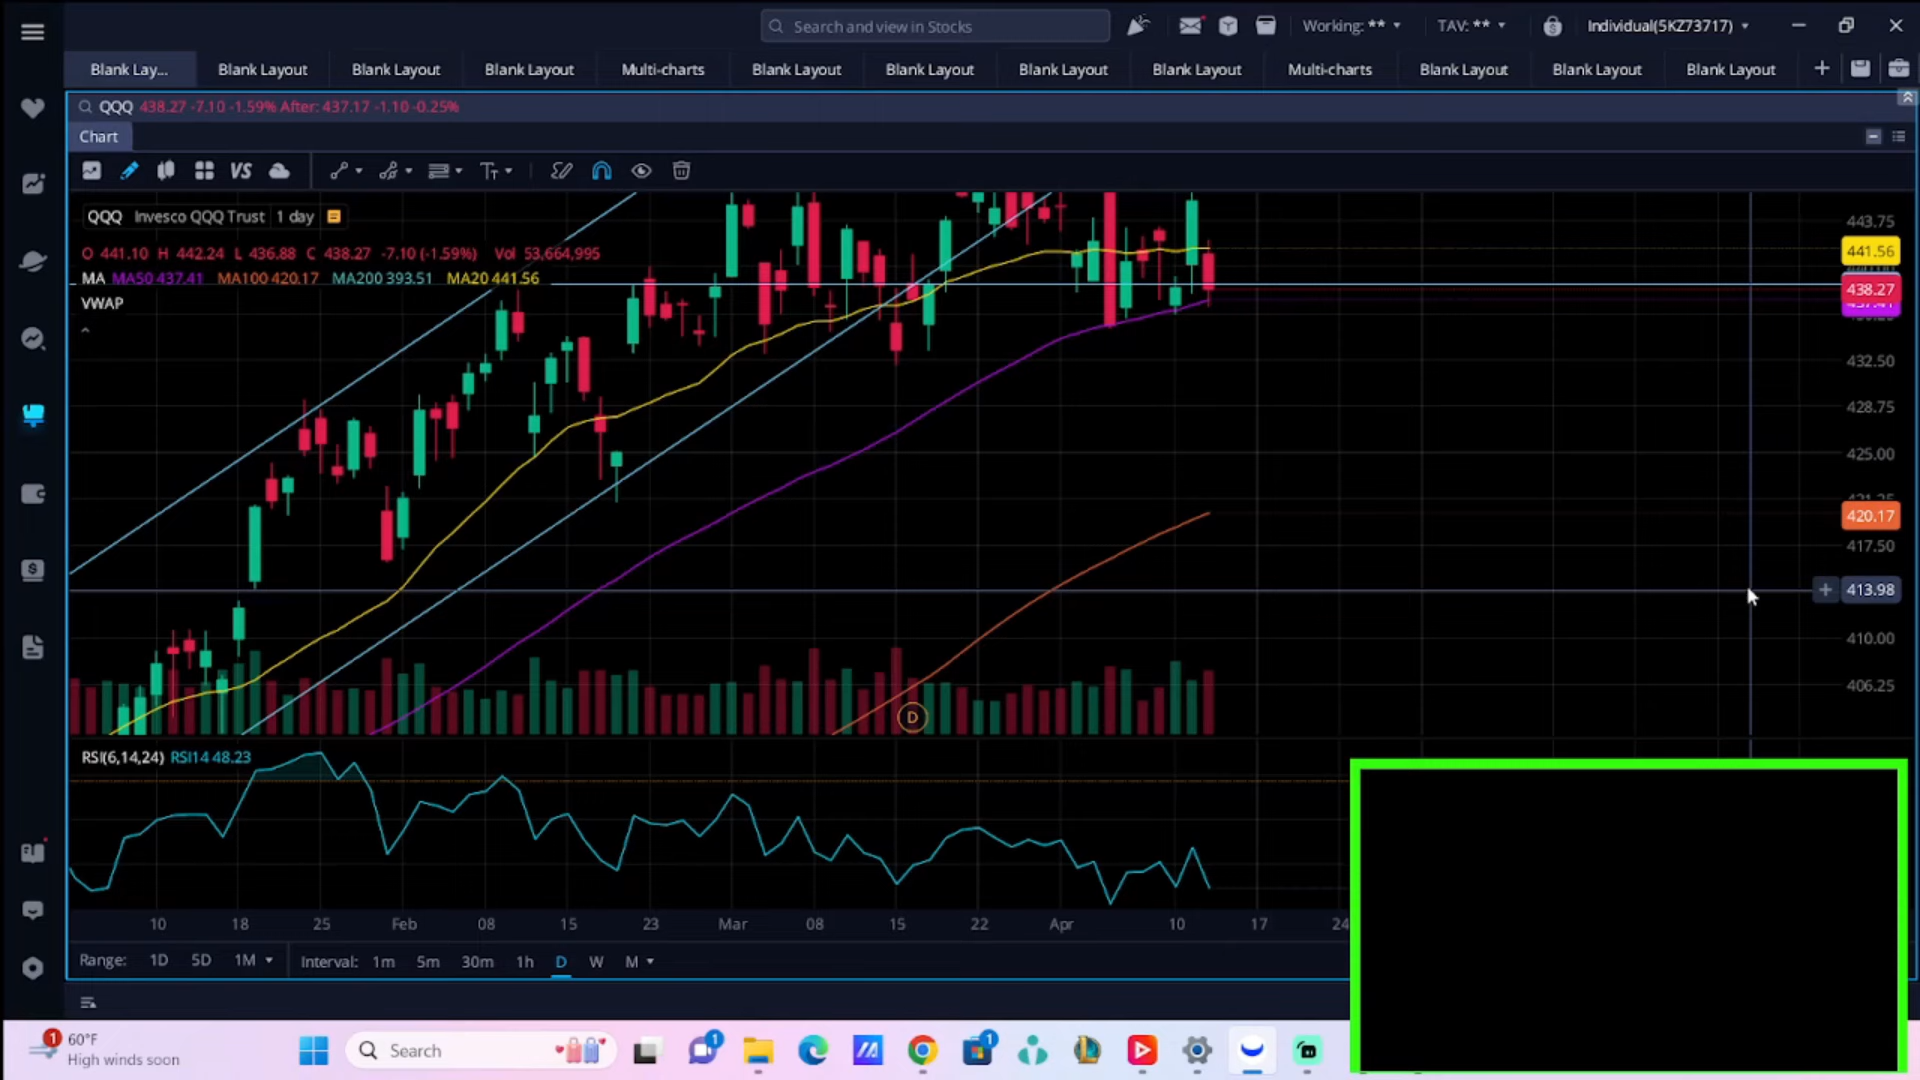 Search and view in Stocks
Working: **
TAV: **
Individual(5KZ73717)
Blank Lay...
Blank Layout
Blank Layout
Blank Layout
Multi-charts
Blank Layout
Blank Layout
Blank Layout
Blank Layout
Multi-charts
Blank Layout
Blank Layout
Blank Layout
QQQ 438.27 -7.10 -1.59% After: 437.17 -1.10 -0.25%
Chart
VS
QQQ Invesco QQQ Trust 1 day
O 441.10 H 442.24 L 436.88 C 438.27 -7.10 (-1.59%) Vol 53,664,995
MA MA50 437.41 MA100 420.17 MA200 393.51 MA20 441.56
VWAP
443.75
441.56
438.27
437.41
432.50
428.75
425.00
421.25
420.17
417.50
413.98
410.00
406.25
D
RSI(6,14,24) RSI14 48.23
10 18 25 Feb 08 15 23 Mar 08 15 22 Apr 10 17 24
Range: 1D 5D 1M Interval: 1m 5m 30m 1h D W M
1
60°F
High winds soon
Search
1
1